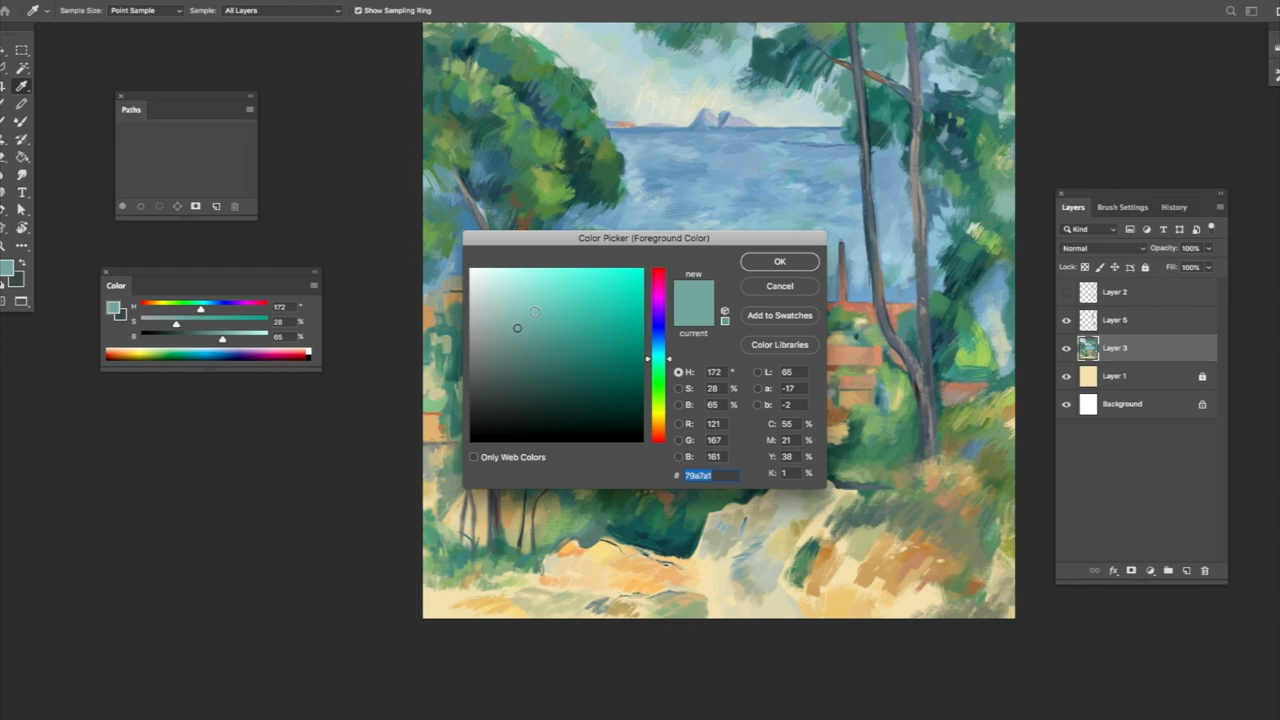 Sample Size: Point Sample Sample: All Layers Show Sampling Ring
Paths
Color
H 172 °
S 28 %
B 65 %
Color Picker (Foreground Color)
new
current
OK
Cancel
Add to Swatches
Color Libraries
H: 172 ° L: 65
S: 28 % a: -17
B: 65 % b: -2
R: 121 C: 55 %
G: 167 M: 21 %
B: 161 Y: 38 %
# 79a7a1 K: 1 %
Only Web Colors
Layers Brush Settings History
Kind
Normal Opacity: 100%
Lock: Fill: 100%
Layer 2
Layer 5
Layer 3
Layer 1
Background
fx